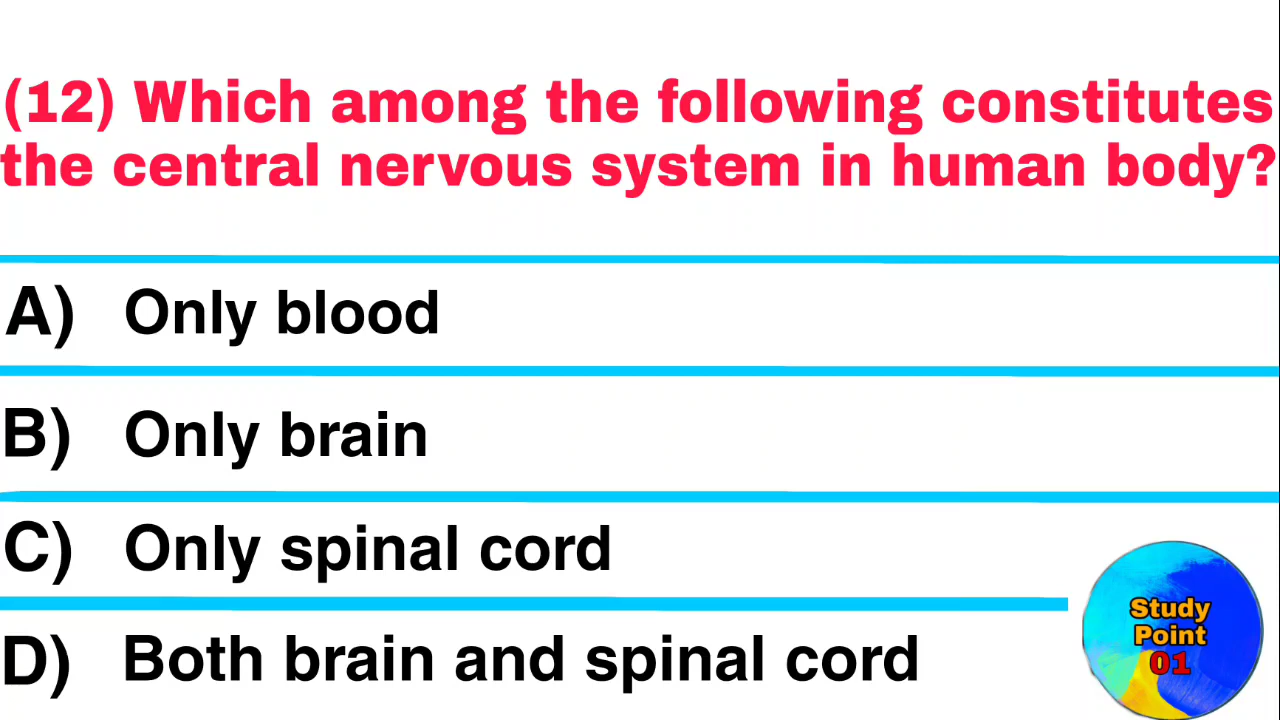 (12) Which among the following constitutes
the central nervous system in human body?
A) Only blood
B) Only brain
C) Only spinal cord
D) Both brain and spinal cord
Study
Point
01